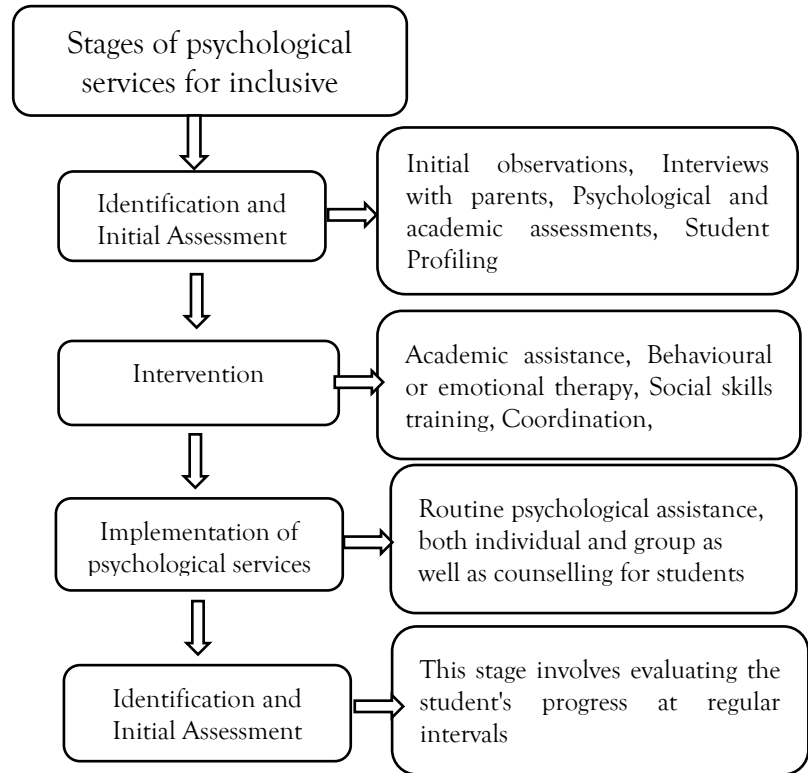 Stages of psychological
services for inclusive
Identification and
Initial Assessment
Initial observations, Interviews
with parents, Psychological and
academic assessments, Student
Profiling
Intervention
Academic assistance, Behavioural
or emotional therapy, Social skills
training, Coordination,
Implementation of
psychological services
Routine psychological assistance,
both individual and group as
well as counselling for students
Identification and
Initial Assessment
This stage involves evaluating the
student's progress at regular
intervals